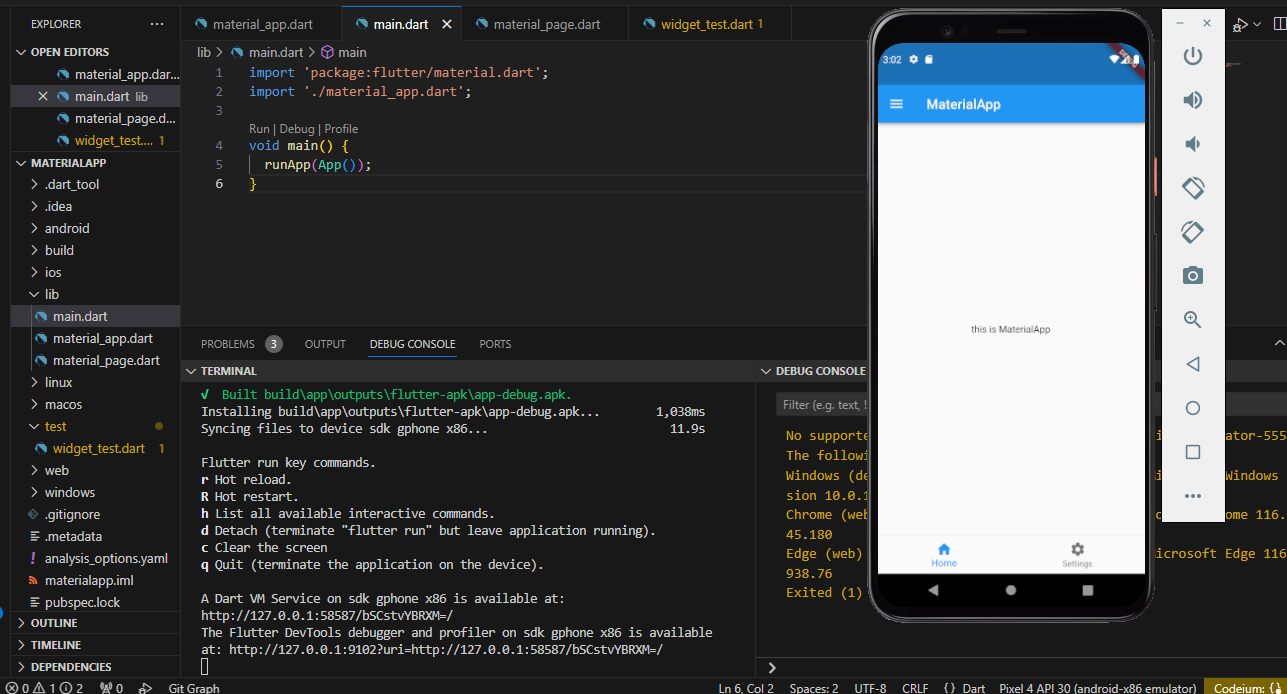 EXPLORER
OPEN EDITORS
material_app.dar...
main.dart lib
material_page.d...
widget_test.... 1
MATERIALAPP
.dart_tool
.idea
android
build
ios
lib
main.dart
material_app.dart
material_page.dart
linux
macos
test
widget_test.dart 1
web
windows
.gitignore
.metadata
analysis_options.yaml
materialapp.iml
pubspec.lock
OUTLINE
TIMELINE
DEPENDENCIES
material_app.dart
main.dart
material_page.dart
widget_test.dart 1
lib > main.dart > main
1 import 'package:flutter/material.dart';
2 import './material_app.dart';
3
Run | Debug | Profile
4 void main() {
5 runApp(App());
6 }
PROBLEMS 3 OUTPUT DEBUG CONSOLE PORTS
TERMINAL
√ Built build\app\outputs\flutter-apk\app-debug.apk.
Installing build\app\outputs\flutter-apk\app-debug.apk... 1,038ms
Syncing files to device sdk gphone x86... 11.9s
Flutter run key commands.
r Hot reload.
R Hot restart.
h List all available interactive commands.
d Detach (terminate "flutter run" but leave application running).
c Clear the screen
q Quit (terminate the application on the device).
A Dart VM Service on sdk gphone x86 is available at:
http://127.0.0.1:58587/bSCstvYBRXM=/
The Flutter DevTools debugger and profiler on sdk gphone x86 is available
at: http://127.0.0.1:9102?uri=http://127.0.0.1:58587/bSCstvYBRXM=/
DEBUG CONSOLE
Filter (e.g. text, !
No supporte ator-555
The followi
Windows (de Windows
sion 10.0.1
Chrome (web ome 116.
45.180
Edge (web) icrosoft Edge 116
938.76
Exited (1)
3:02
DEBUG
MaterialApp
this is MaterialApp
Home
Settings
0 1 2 0 Git Graph
Ln 6, Col 2 Spaces: 2 UTF-8 CRLF {} Dart Pixel 4 API 30 (android-x86 emulator) Codeium: {}